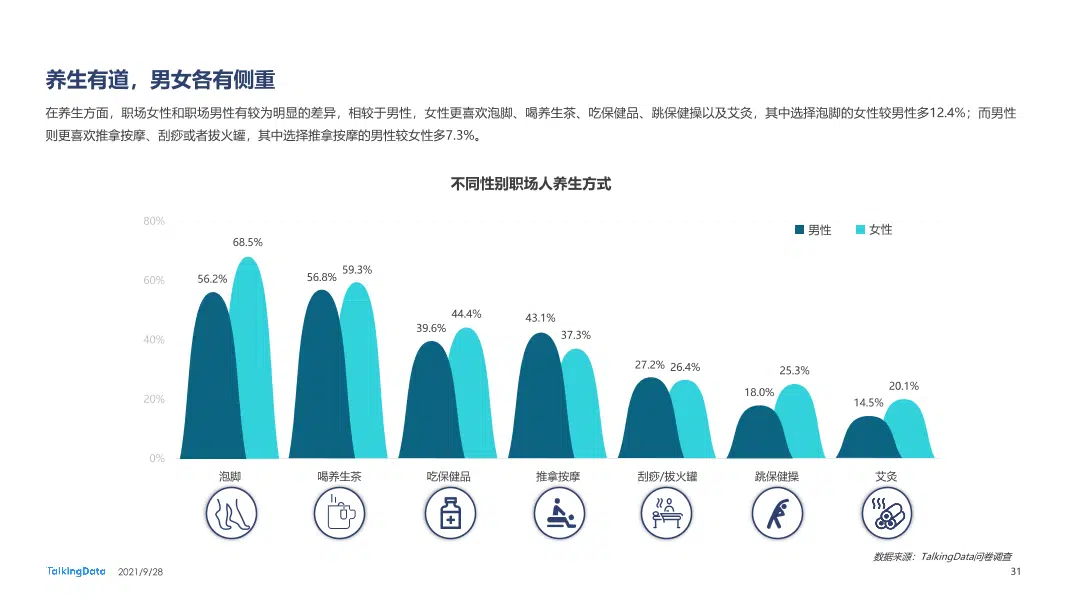 养生有道，男女各有侧重
在养生方面，职场女性和职场男性有较为明显的差异，相较于男性，女性更喜欢泡脚、喝养生茶、吃保健品、跳保健操以及艾灸，其中选择泡脚的女性较男性多12.4%；而男性
则更喜欢推拿按摩、刮痧或者拔火罐，其中选择推拿按摩的男性较女性多7.3%。
不同性别职场人养生方式
男性 女性
80%
60%
40%
20%
0%
56.2% 68.5%
56.8% 59.3%
39.6% 44.4%
43.1% 37.3%
27.2% 26.4%
18.0% 25.3%
14.5% 20.1%
泡脚 喝养生茶 吃保健品 推拿按摩 刮痧/拔火罐 跳保健操 艾灸
数据来源：TalkingData问卷调查
TalkingData 2021/9/28
31